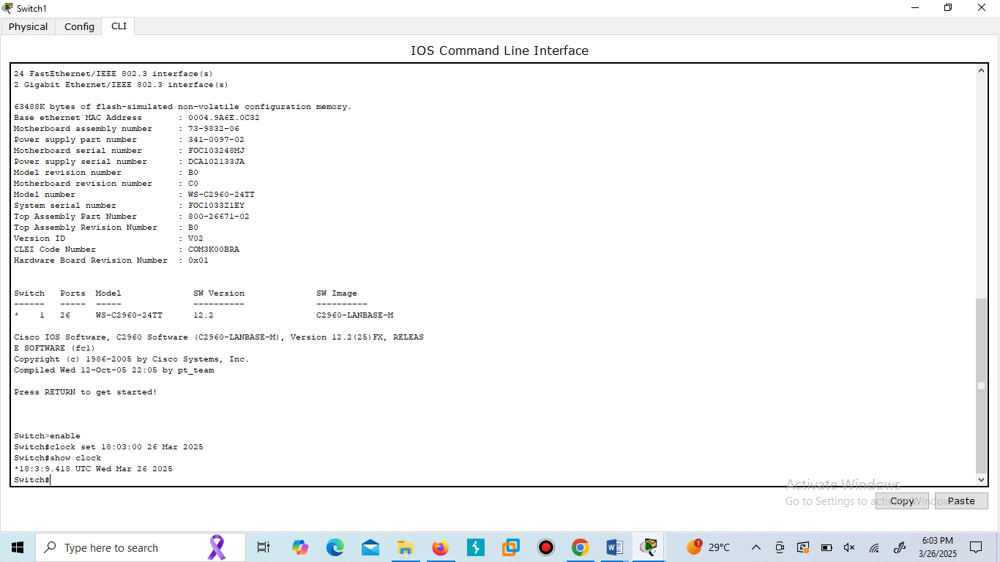 Switch1
Physical Config CLI
IOS Command Line Interface
24 FastEthernet/IEEE 802.3 interface(s)
2 Gigabit Ethernet/IEEE 802.3 interface(s)
63488K bytes of flash-simulated non-volatile configuration memory.
Base ethernet MAC Address : 0004.9A6E.0C32
Motherboard assembly number : 73-9832-06
Power supply part number : 341-0097-02
Motherboard serial number : FOC103248MJ
Power supply serial number : DCA102133JA
Model revision number : B0
Motherboard revision number : C0
Model number : WS-C2960-24TT
System serial number : FOC1033Z1EY
Top Assembly Part Number : 800-26671-02
Top Assembly Revision Number : B0
Version ID : V02
CLEI Code Number : COM3K00BRA
Hardware Board Revision Number : 0x01
Switch Ports Model SW Version SW Image
------ ----- ----- ---------- ----------
* 1 26 WS-C2960-24TT 12.2 C2960-LANBASE-M
Cisco IOS Software, C2960 Software (C2960-LANBASE-M), Version 12.2(25)FX, RELEAS
E SOFTWARE (fc1)
Copyright (c) 1986-2005 by Cisco Systems, Inc.
Compiled Wed 12-Oct-05 22:05 by pt_team
Press RETURN to get started!
Switch>enable
Switch#clock set 18:03:00 26 Mar 2025
Switch#show clock
*18:3:9.418 UTC Wed Mar 26 2025
Switch#
Activate Windows
Go to Settings to activate Windows.
Copy Paste
Type here to search
1
29°C
6:03 PM
3/26/2025